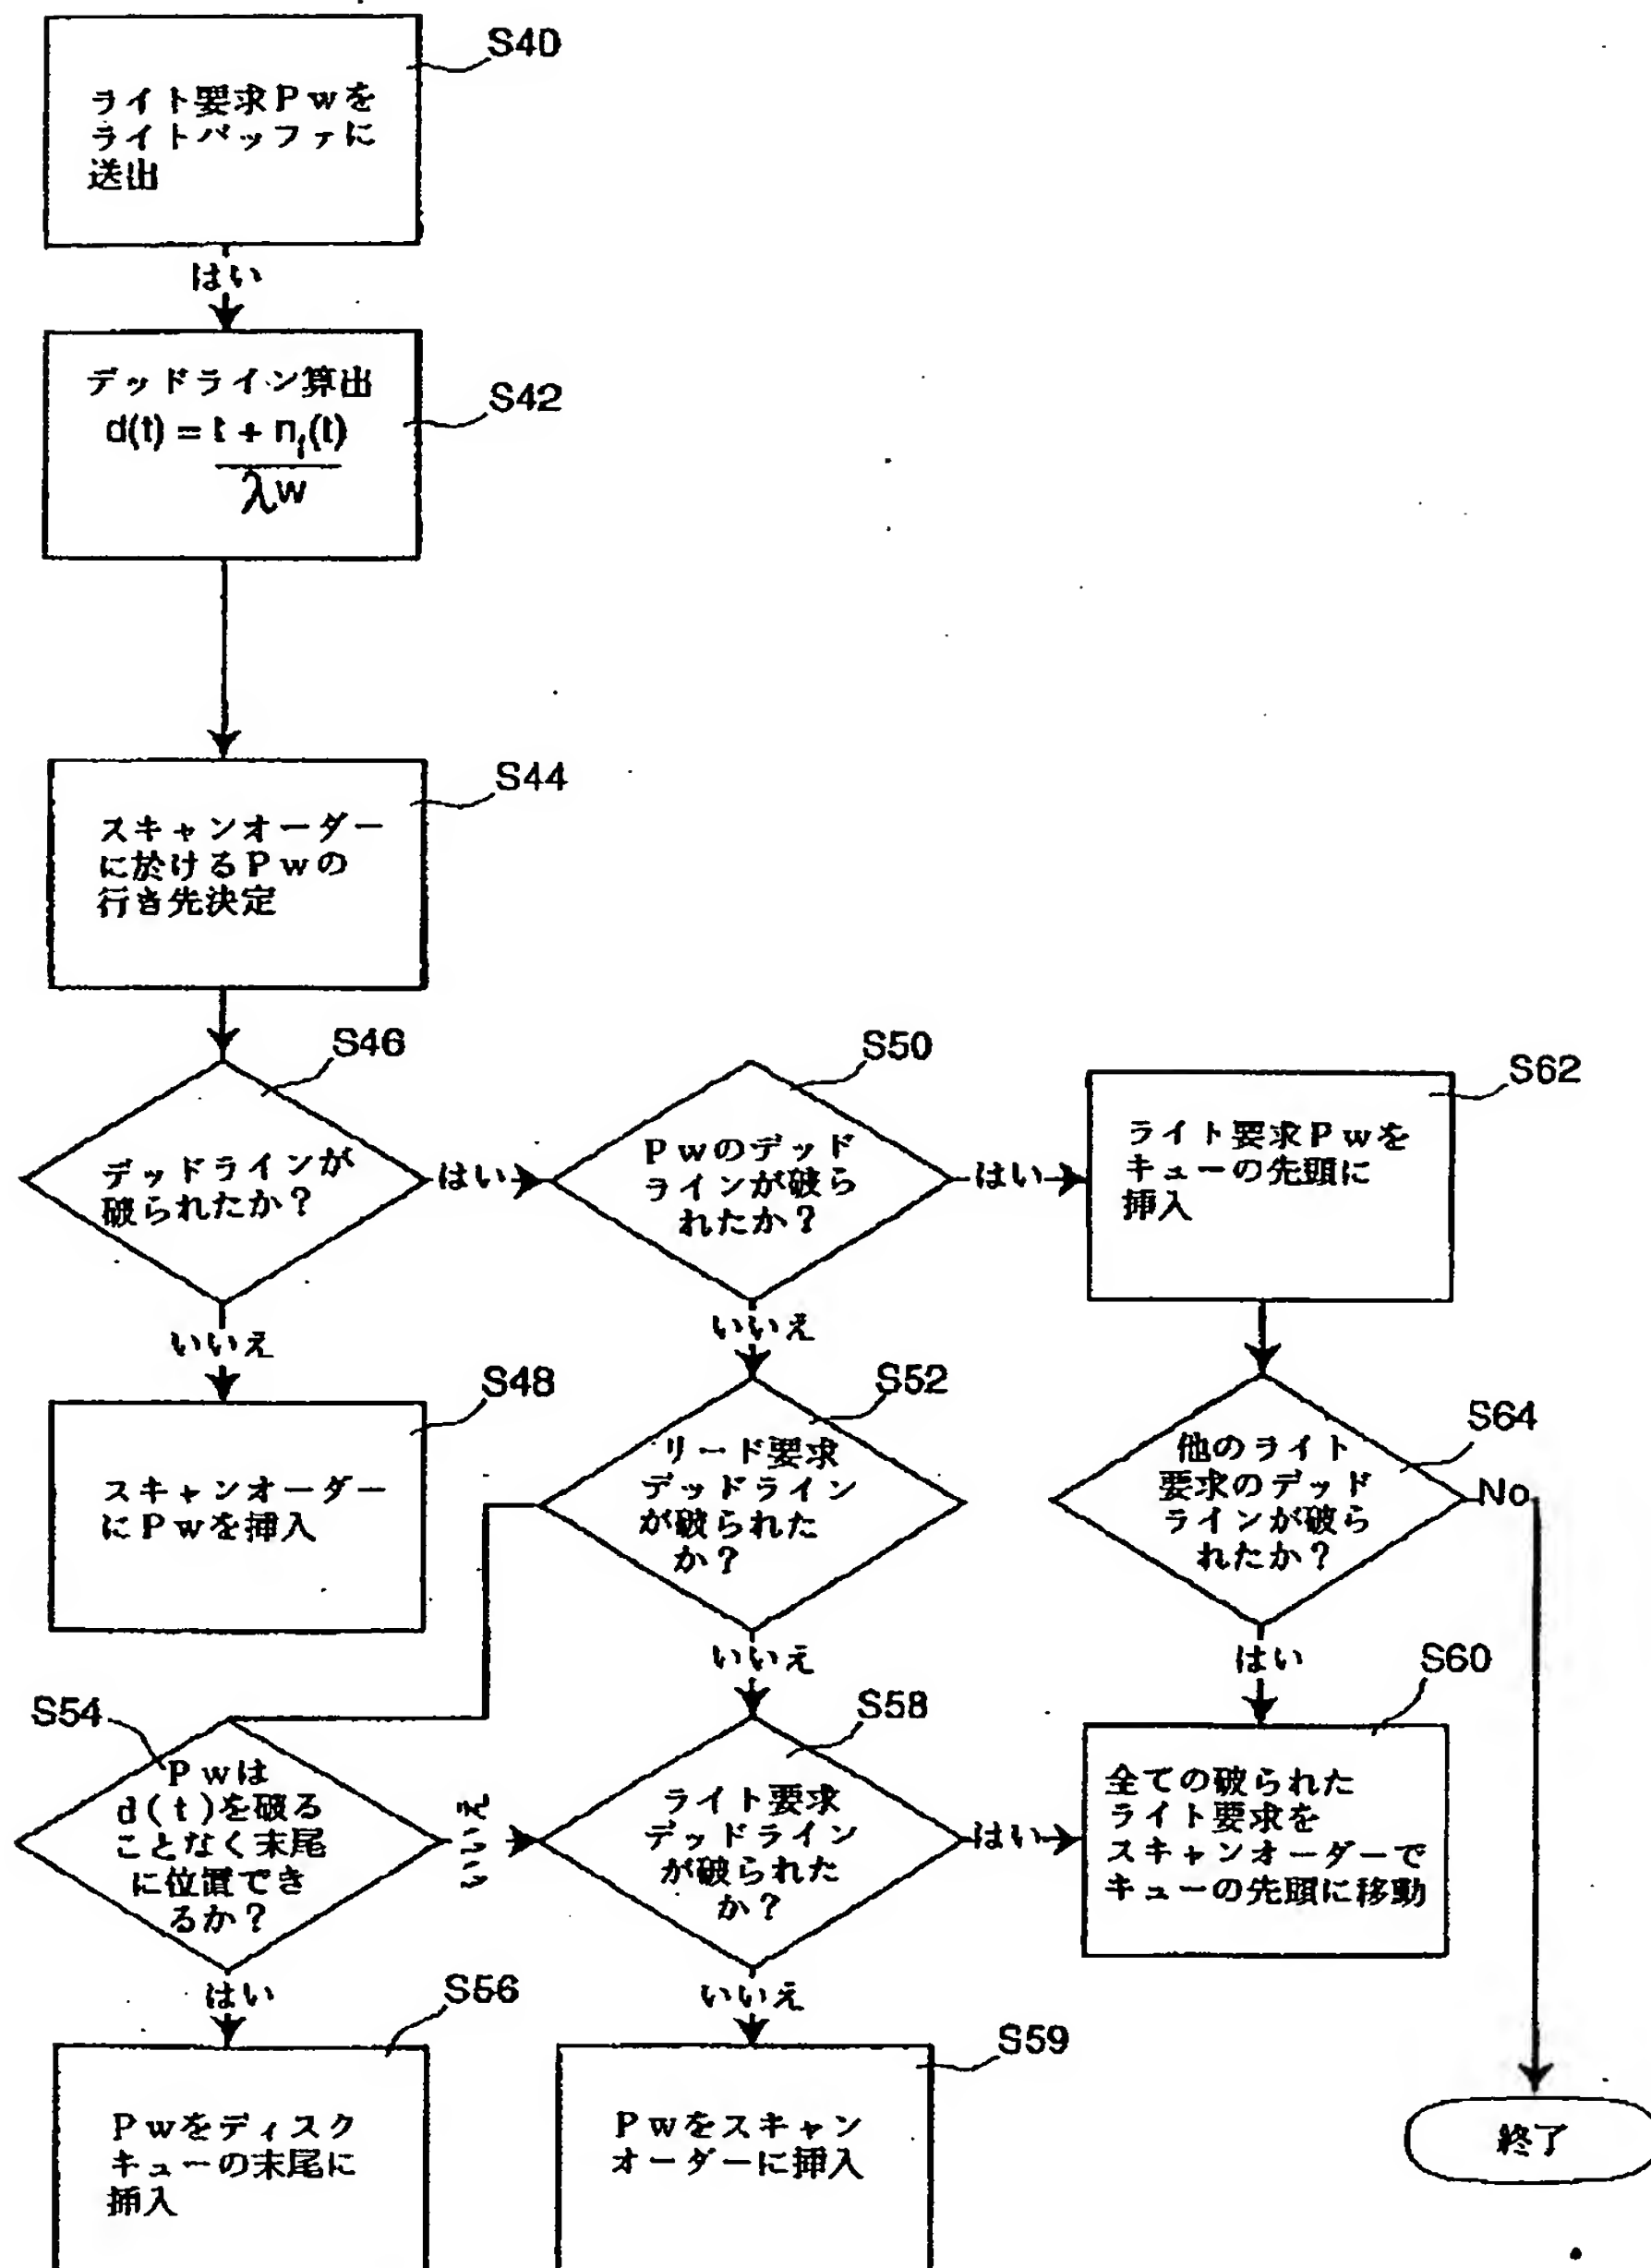 S40
ライト要求Pwを
ライトバッファに
送出
はい
デッドライン算出
S42
d(t) = t + ni(t)
λw
S44
スキャンオーダー
に於けるPwの
行き先決定
S46
デッドラインが
破られたか？
はい
いいえ
S50
Pwのデッド
ラインが破ら
れたか？
はい
いいえ
S62
ライト要求Pwを
キューの先頭に
挿入
S48
スキャンオーダー
にPwを挿入
S52
リード要求
デッドライン
が破られた
か？
いいえ
S64
他のライト
要求のデッド
ラインが破ら
れたか？
No
はい
S54
Pwは
d(t)を破る
ことなく末尾
に位置でき
るか？
いいえ
はい
S58
ライト要求
デッドライン
が破られた
か？
はい
いいえ
S60
全ての破られた
ライト要求を
スキャンオーダーで
キューの先頭に移動
S56
Pwをディスク
キューの末尾に
挿入
S59
Pwをスキャン
オーダーに挿入
終了